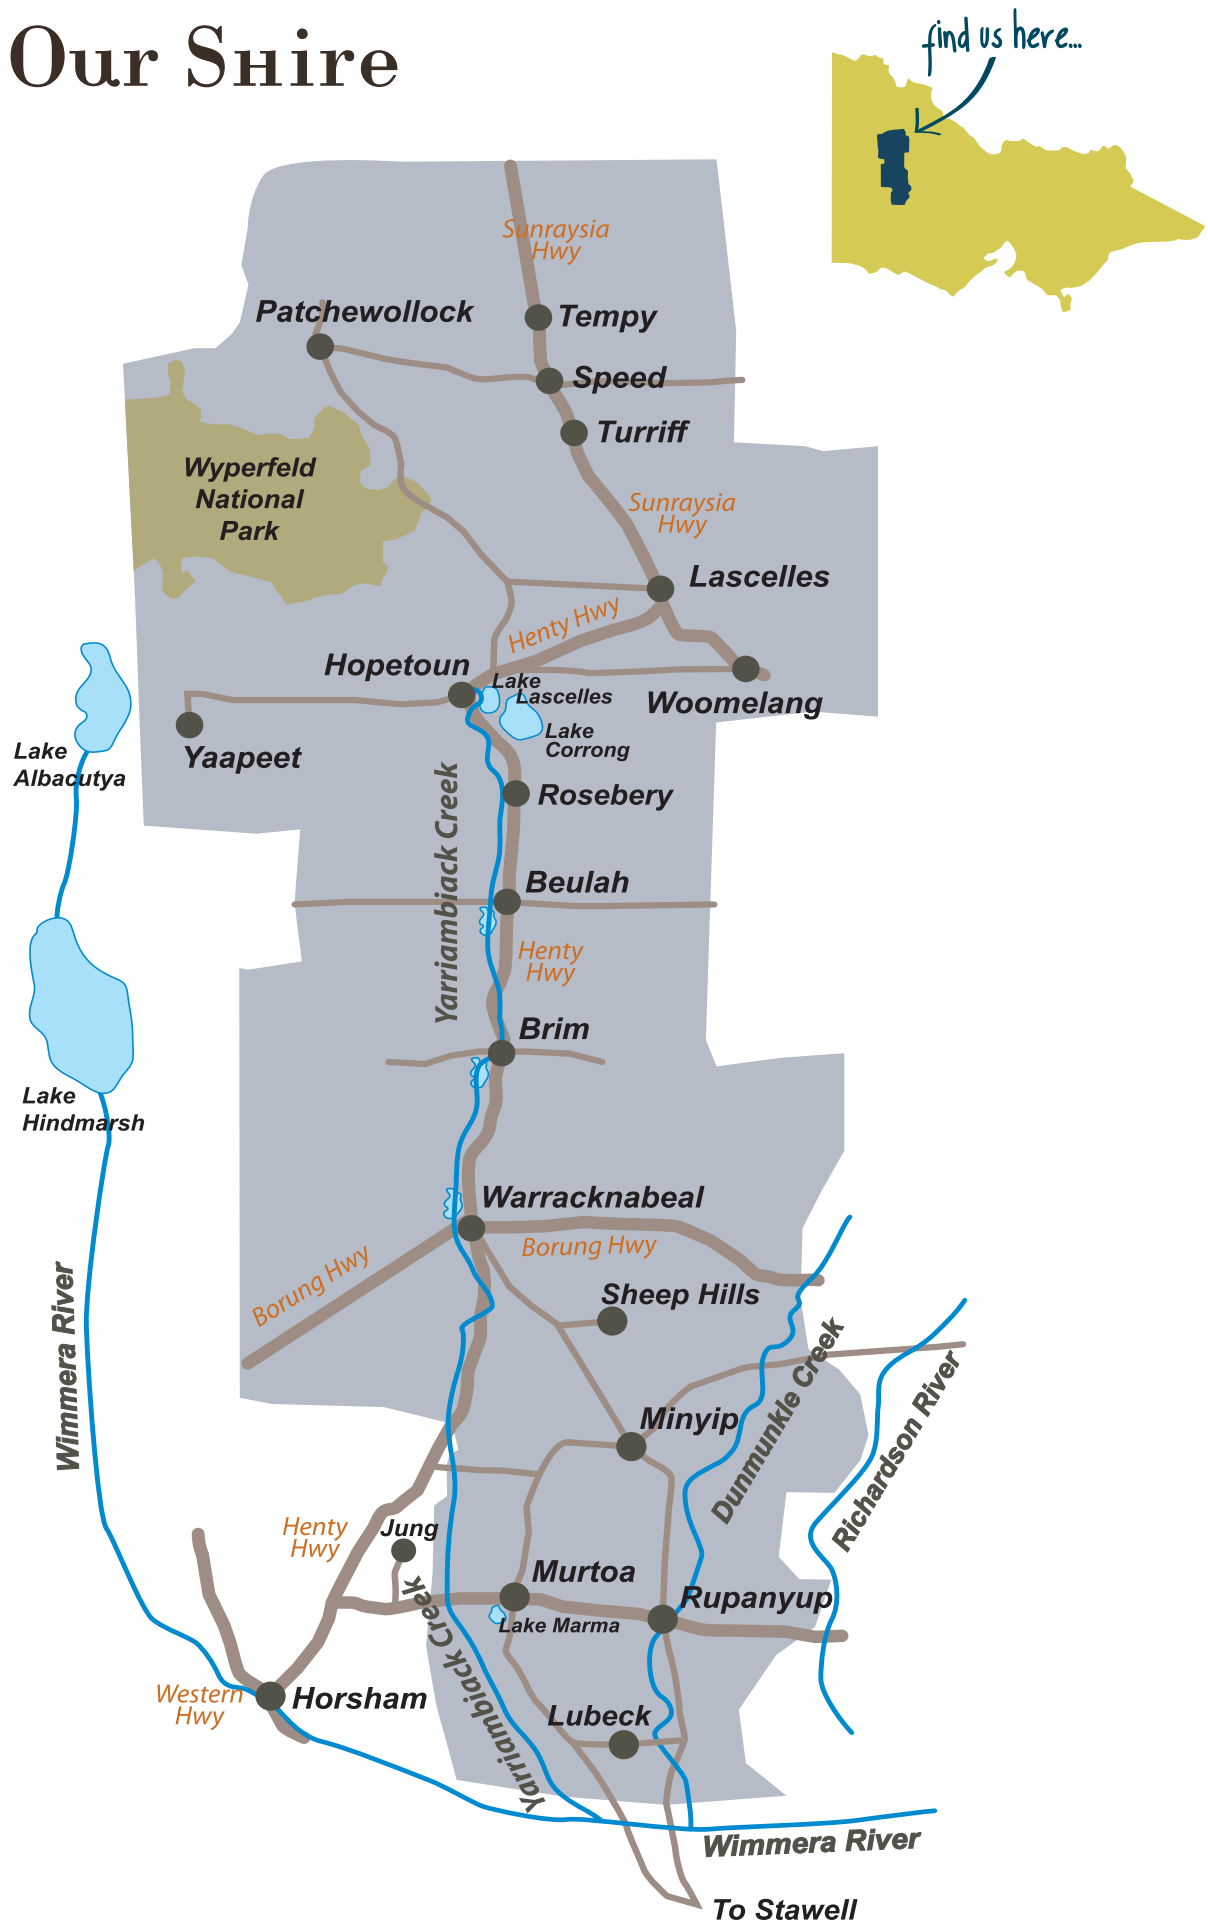 Our Shire
find us here...
Sunraysia
Hwy
Patchewollock
Tempy
Speed
Turriff
Wyperfeld
National
Park
Sunraysia
Hwy
Lascelles
Henty Hwy
Hopetoun
Lake
Lascelles
Woomelang
Lake
Corrong
Yaapeet
Lake
Albacutya
Rosebery
Yarriambiack Creek
Beulah
Henty
Hwy
Brim
Lake
Hindmarsh
Warracknabeal
Borung Hwy
Borung Hwy
Sheep Hills
Wimmera River
Dunmunkle Creek
Richardson River
Minyip
Henty
Hwy
Jung
Murtoa
Rupanyup
Lake Marma
Yarriambiack Creek
Western
Hwy
Horsham
Lubeck
Wimmera River
To Stawell